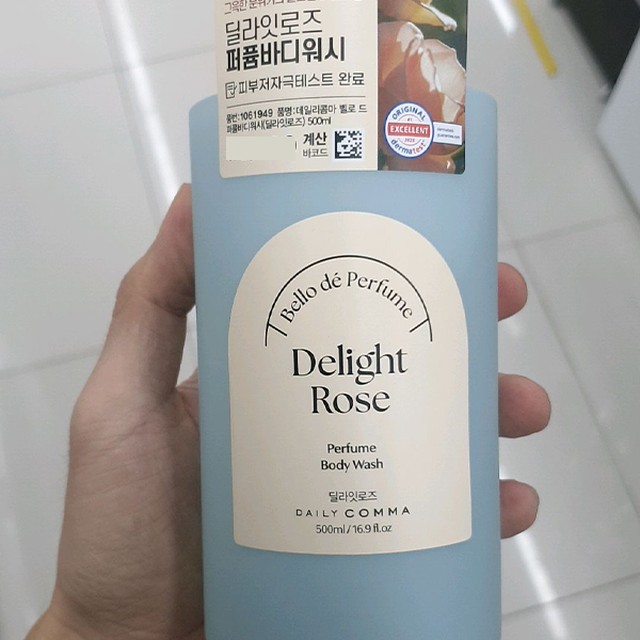 딜라잇로즈
퍼퓸바디워시
피부저자극테스트 완료
품번:1061949 품명:데일리콤마 벨로 드
퍼퓸바디워시(딜라잇로즈) 500ml
계산
바코드
ORIGINAL
#1
EXCELLENT
2023
dermatest
Bello dé Perfume
Delight
Rose
Perfume
Body Wash
딜라잇로즈
DAILY COMMA
500ml / 16.9 fl.oz